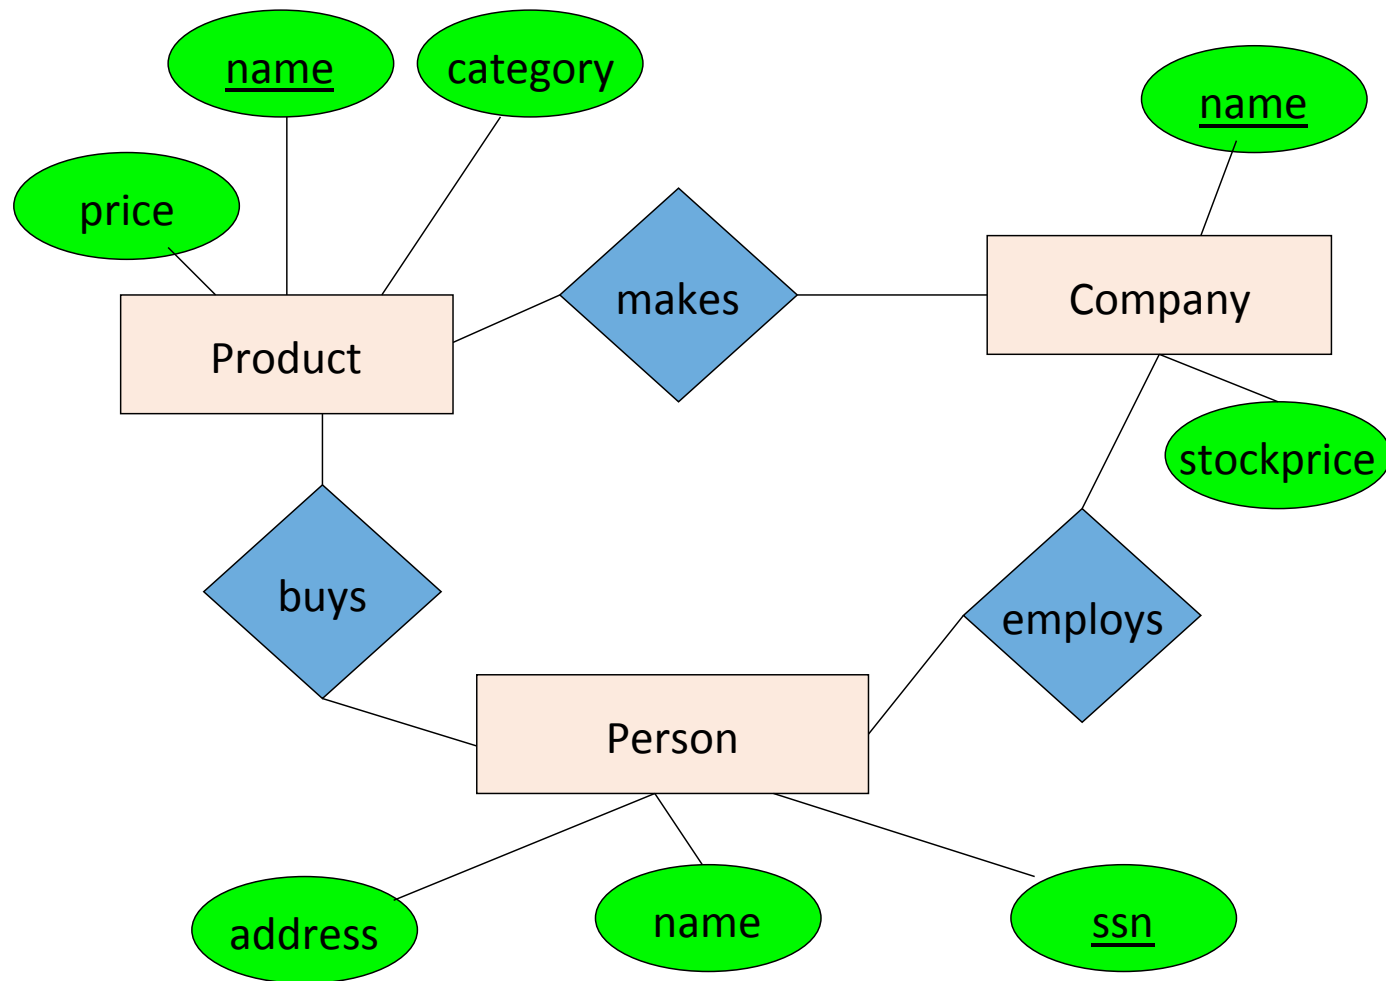 name
category
name
price
makes
Company
Product
stockprice
buys
employs
Person
address
name
ssn